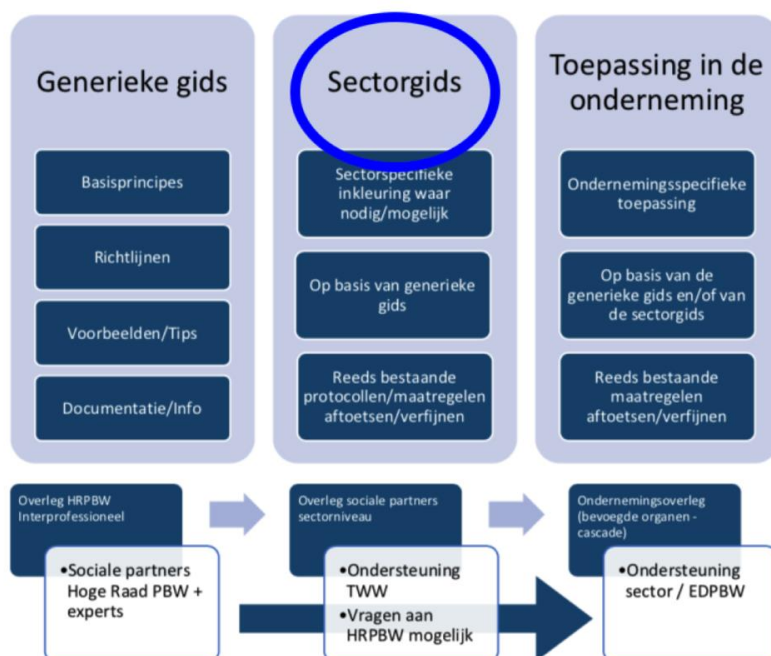 Generieke gids
Basisprincipes
Richtlijnen
Voorbeelden/Tips
Documentatie/Info
Sectorgids
Sectorspecifieke
inkleuring waar
nodig/mogelijk
Op basis van generieke
gids
Reeds bestaande
protocollen/maatregelen
aftoetsen/verfijnen
Toepassing in de
onderneming
Ondernemingsspecifieke
toepassing
Op basis van de
generieke gids en/of van
de sectorgids
Reeds bestaande
maatregelen
aftoetsen/verfijnen
Overleg HRPBW
Interprofessioneel
•Sociale partners
Hoge Raad PBW +
experts
Overleg sociale partners
sectorniveau
•Ondersteuning
TWW
•Vragen aan
HRPBW mogelijk
Ondernemingsoverleg
(bevoegde organen -
cascade)
•Ondersteuning
sector / EDPBW